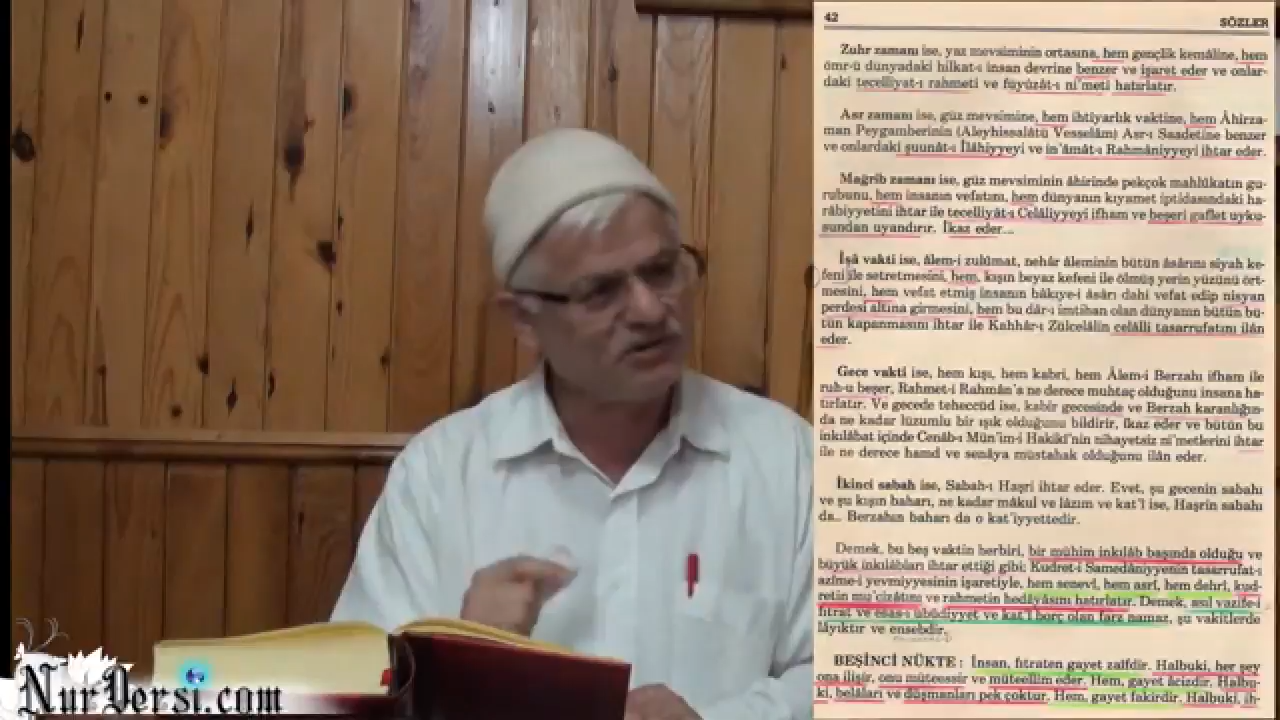 42
SÖZLER
Zuhr zamanı ise, yaz mevsiminin ortasına, hem gençlik kemâline, hem
ömr-ü dünyadaki hilkat-ı insan devrine benzer ve işaret eder ve onlar-
daki tecelliyat-ı rahmeti ve füyûzât-ı ni'meti hatırlatır.
Asr zamanı ise, güz mevsimine, hem ihtiyarlık vaktine, hem Âhirza-
man Peygamberinin (Aleyhissalâtü Vesselâm) Asr-ı Saadetine benzer
ve onlardaki şuunât-ı İlâhiyyeyi ve in'âmât-ı Rahmâniyyeyi ihtar eder.
Mağrib zamanı ise, güz mevsiminin âhirinde pekçok mahlûkatın gu-
rubunu, hem insanın vefatını, hem dünyanın kıyamet iptidasındaki ha-
râbiyyetini ihtar ile tecelliyât-ı Celâliyyeyi ifham ve beşeri gaflet uyku-
sundan uyandırır. İkaz eder...
İşâ vakti ise, âlem-i zulümat, nehâr âleminin bütün âsârını siyah ke-
feni ile setretmesini, hem, kışın beyaz kefeni ile ölmüş yerin yüzünü ört-
mesini, hem vefat etmiş insanın bâkıye-i âsârı dahi vefat edip nisyan
perdesi altına girmesini, hem bu dâr-ı imtihan olan dünyanın bütün bü-
tün kapanmasını ihtar ile Kahhâr-ı Zülcelâlin celâlli tasarrufatını ilân
eder.
Gece vakti ise, hem kışı, hem kabri, hem Âlem-i Berzahı ifham ile
ruh-u beşer, Rahmet-i Rahmân'a ne derece muhtaç olduğunu insana ha-
tırlatır. Ve gecede teheccüd ise, kabir gecesinde ve Berzah karanlığın-
da ne kadar lüzumlu bir ışık olduğunu bildirir, ikaz eder ve bütün bu
inkılâbat içinde Cenâb-ı Mün'im-i Hakikî'nin nihayetsiz ni'metlerini ihtar
ile ne derece hamd ve senâya müstahak olduğunu ilân eder.
İkinci sabah ise, Sabah-ı Haşri ihtar eder. Evet, şu gecenin sabahı
ve şu kışın baharı, ne kadar mâkul ve lâzım ve kat'î ise, Haşrin sabahı
da.. Berzahın baharı da o kat'iyyettedir.
Demek, bu beş vaktin herbiri, bir mühim inkılâb başında olduğu ve
büyük inkılâbları ihtar ettiği gibi; Kudret-i Samedâniyyenin tasarrufat-ı
azîme-i yevmiyyesinin işaretiyle, hem senevî, hem asrî, hem dehrî, kud-
retin mu'cizâtını ve rahmetin hedâyâsını hatırlatır. Demek, asıl vazife-i
fıtrat ve esas-ı ubûdiyyet ve kat'î borç olan farz namaz, şu vakitlerde
lâyıktır ve ensebdir.
BEŞİNCİ NÜKTE: İnsan, fıtraten gayet zaîfdir. Halbuki, her şey
ona ilişir, onu müteessir ve müteellim eder. Hem, gayet âcizdir. Halbu-
ki, belâları ve düşmanları pek çoktur. Hem, gayet fakirdir. Halbuki, ih-
NurDersi.com